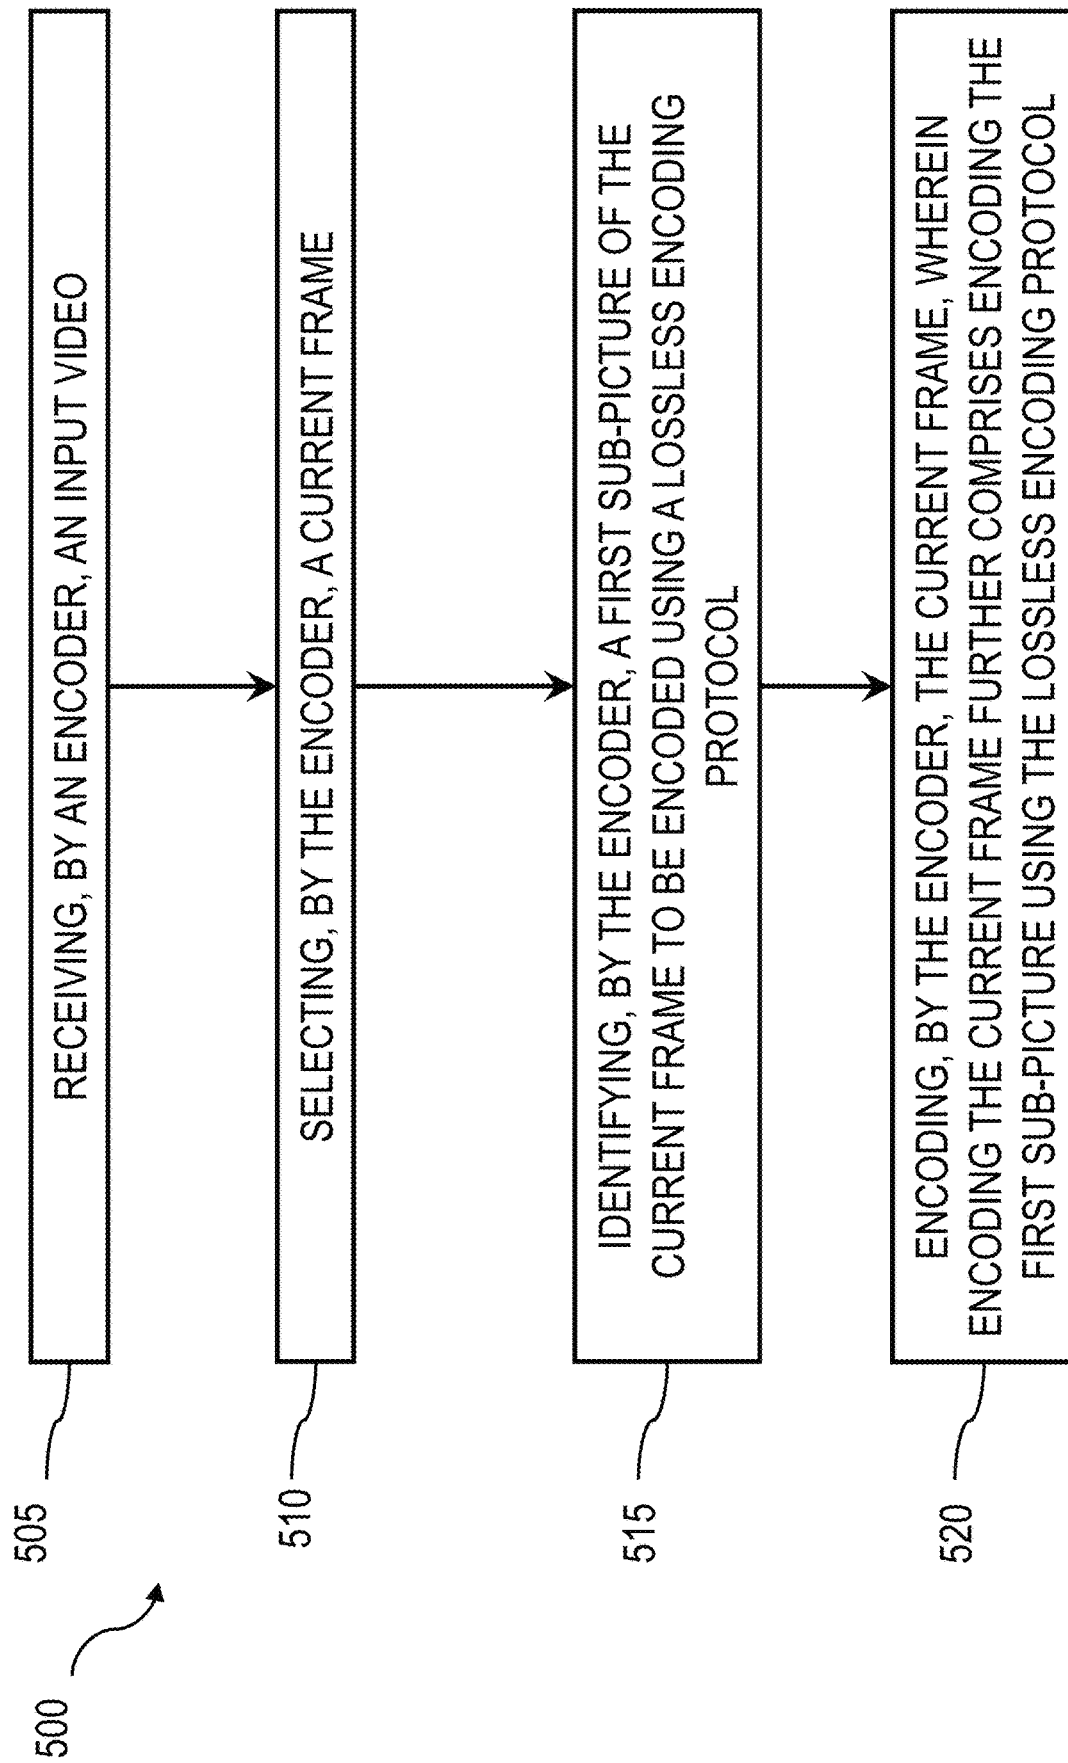 500
505
RECEIVING, BY AN ENCODER, AN INPUT VIDEO
510
SELECTING, BY THE ENCODER, A CURRENT FRAME
515
IDENTIFYING, BY THE ENCODER, A FIRST SUB-PICTURE OF THE
CURRENT FRAME TO BE ENCODED USING A LOSSLESS ENCODING
PROTOCOL
520
ENCODING, BY THE ENCODER, THE CURRENT FRAME, WHEREIN
ENCODING THE CURRENT FRAME FURTHER COMPRISES ENCODING THE
FIRST SUB-PICTURE USING THE LOSSLESS ENCODING PROTOCOL